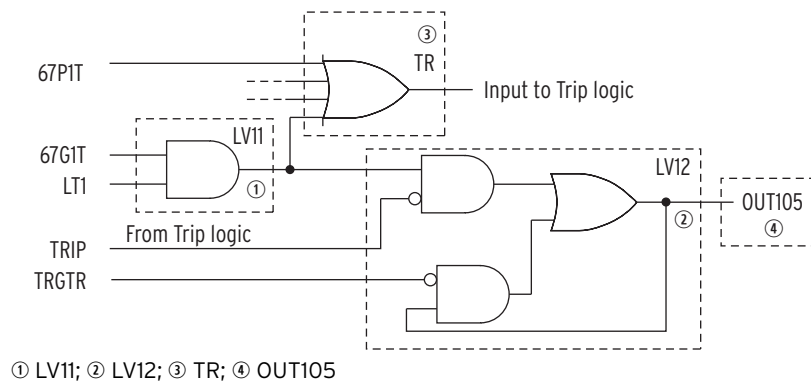 ③
67P1T
TR
Input to Trip logic
LV11
67G1T
LT1
①
LV12
OUT105
②
④
TRIP
From Trip logic
TRGTR
① LV11; ② LV12; ③ TR; ④ OUT105